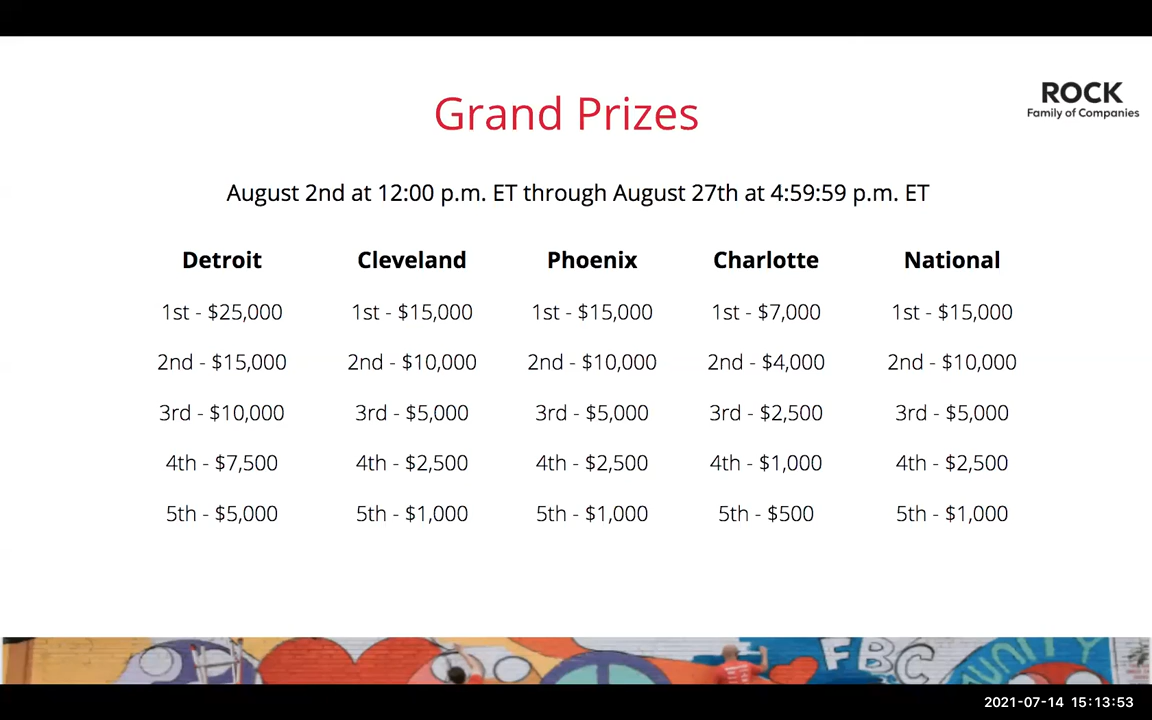 ROCK
Family of Companies
Grand Prizes
August 2nd at 12:00 p.m. ET through August 27th at 4:59:59 p.m. ET
Detroit Cleveland Phoenix Charlotte National
1st - $25,000 1st - $15,000 1st - $15,000 1st - $7,000 1st - $15,000
2nd - $15,000 2nd - $10,000 2nd - $10,000 2nd - $4,000 2nd - $10,000
3rd - $10,000 3rd - $5,000 3rd - $5,000 3rd - $2,500 3rd - $5,000
4th - $7,500 4th - $2,500 4th - $2,500 4th - $1,000 4th - $2,500
5th - $5,000 5th - $1,000 5th - $1,000 5th - $500 5th - $1,000
FBC
UNITY
2021-07-14 15:13:53